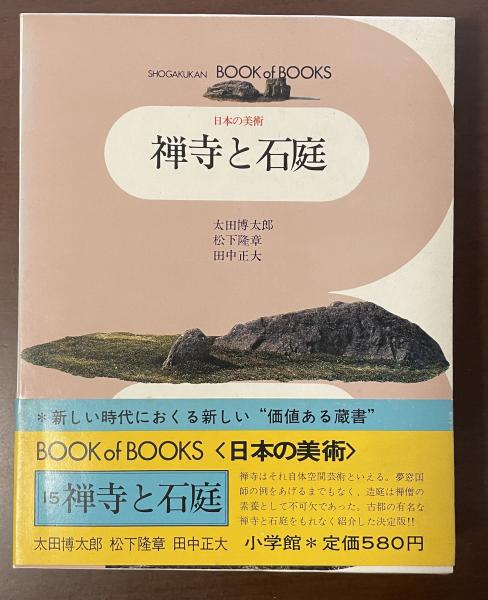 SHOGAKUKAN BOOK of BOOKS
日本の美術
禅寺と石庭
太田博太郎
松下隆章
田中正大
*新しい時代におくる新しい“価値ある蔵書”
BOOK of BOOKS〈日本の美術〉
15 禅寺と石庭
禅寺はそれ自体空間芸術といえる。夢窓国
師の例をあげるまでもなく、造庭は禅僧の
素養として不可欠であった。古都の有名な
禅寺と石庭をもれなく紹介した決定版!!
太田博太郎 松下隆章 田中正大 小学館*定価580円